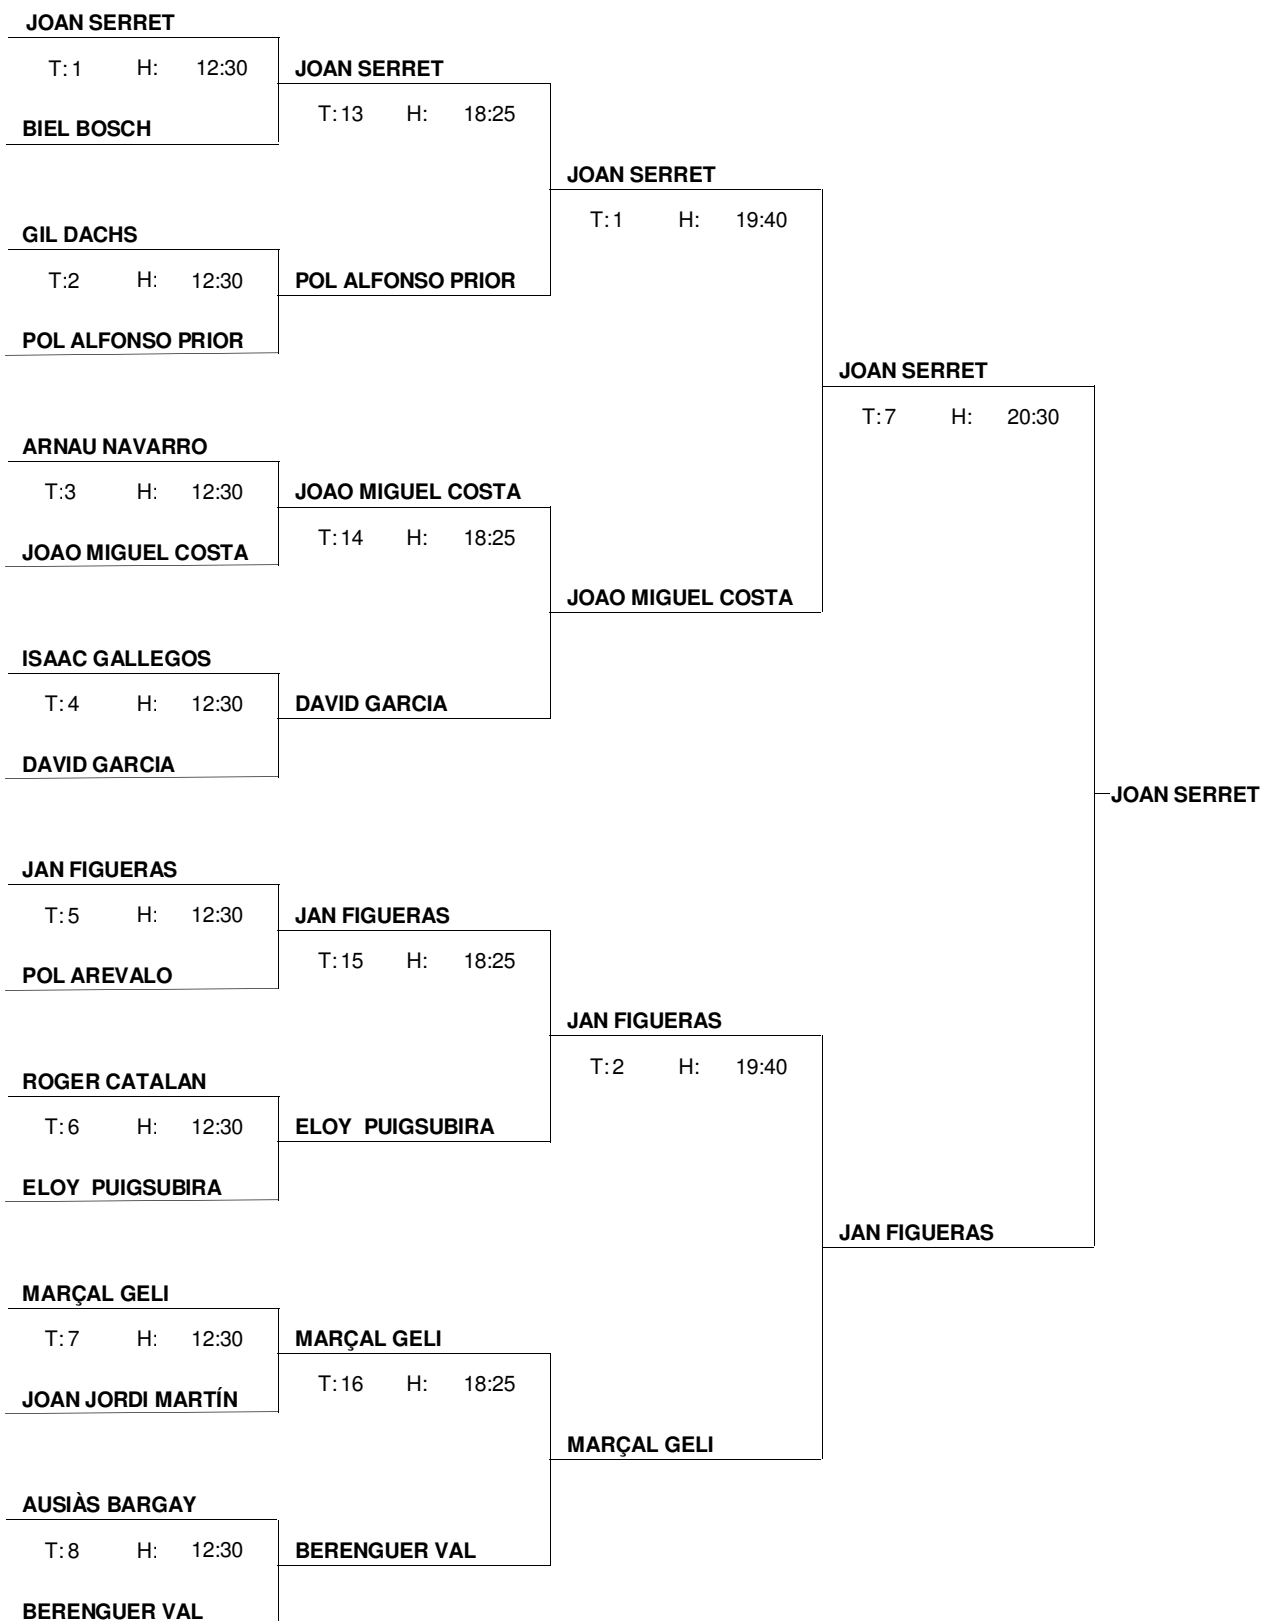 JOAN SERRET
T: 1 H: 12:30 JOAN SERRET
T: 13 H: 18:25
BIEL BOSCH
JOAN SERRET
T: 1 H: 19:40
GIL DACHS
T:2 H: 12:30 POL ALFONSO PRIOR
POL ALFONSO PRIOR
JOAN SERRET
T: 7 H: 20:30
ARNAU NAVARRO
T:3 H: 12:30 JOAO MIGUEL COSTA
T: 14 H: 18:25
JOAO MIGUEL COSTA
JOAO MIGUEL COSTA
ISAAC GALLEGOS
T: 4 H: 12:30 DAVID GARCIA
DAVID GARCIA
JOAN SERRET
JAN FIGUERAS
T: 5 H: 12:30 JAN FIGUERAS
T: 15 H: 18:25
POL AREVALO
JAN FIGUERAS
T: 2 H: 19:40
ROGER CATALAN
T: 6 H: 12:30 ELOY PUIGSUBIRA
ELOY PUIGSUBIRA
JAN FIGUERAS
MARÇAL GELI
T: 7 H: 12:30 MARÇAL GELI
T: 16 H: 18:25
JOAN JORDI MARTÍN
MARÇAL GELI
AUSIÀS BARGAY
T: 8 H: 12:30 BERENGUER VAL
BERENGUER VAL